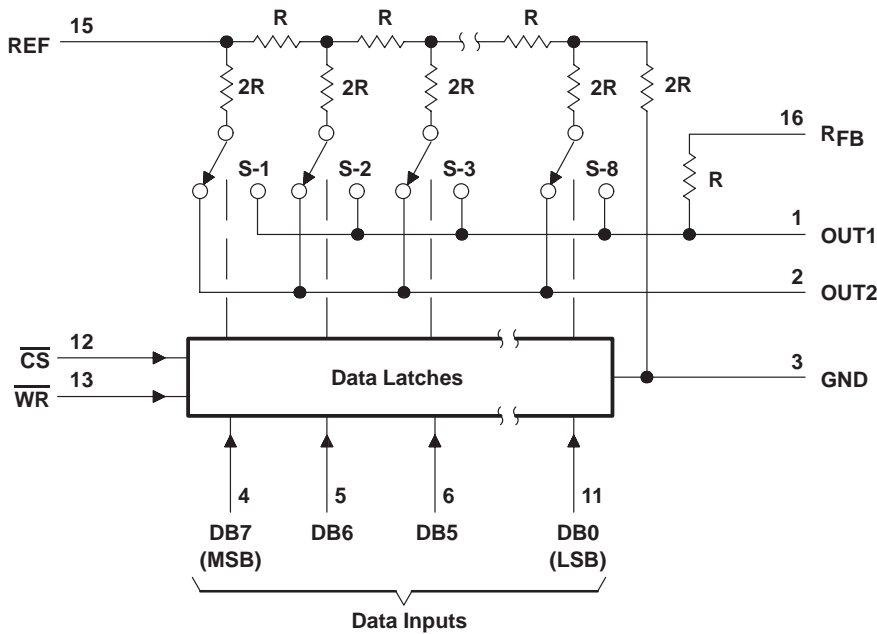 R R R
15
REF
2R 2R 2R 2R 2R
16
RFB
S-1 S-2 S-3 S-8
R
1
OUT1
2
OUT2
12
CS
13
WR
Data Latches
3
GND
4 5 6 11
DB7 DB6 DB5 DB0
(MSB) (LSB)
Data Inputs